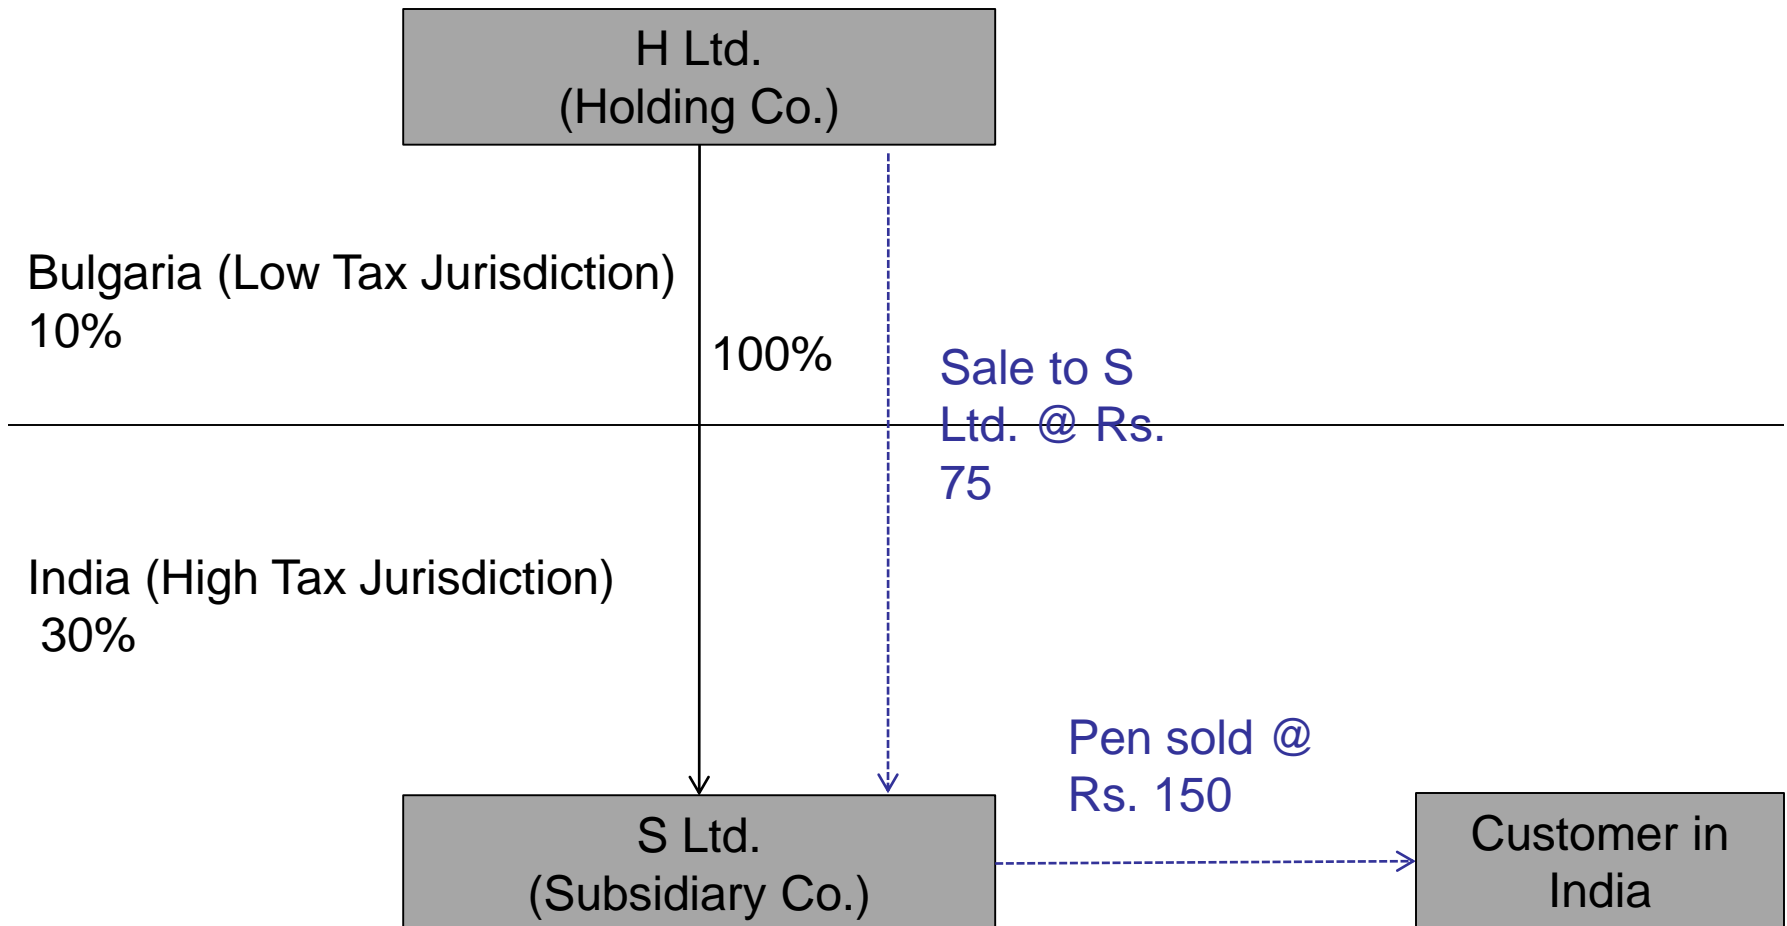 H Ltd.
(Holding Co.)
Bulgaria (Low Tax Jurisdiction)
10%
100%
Sale to S
Ltd. @ Rs.
75
India (High Tax Jurisdiction)
30%
Pen sold @
Rs. 150
S Ltd.
(Subsidiary Co.)
Customer in
India